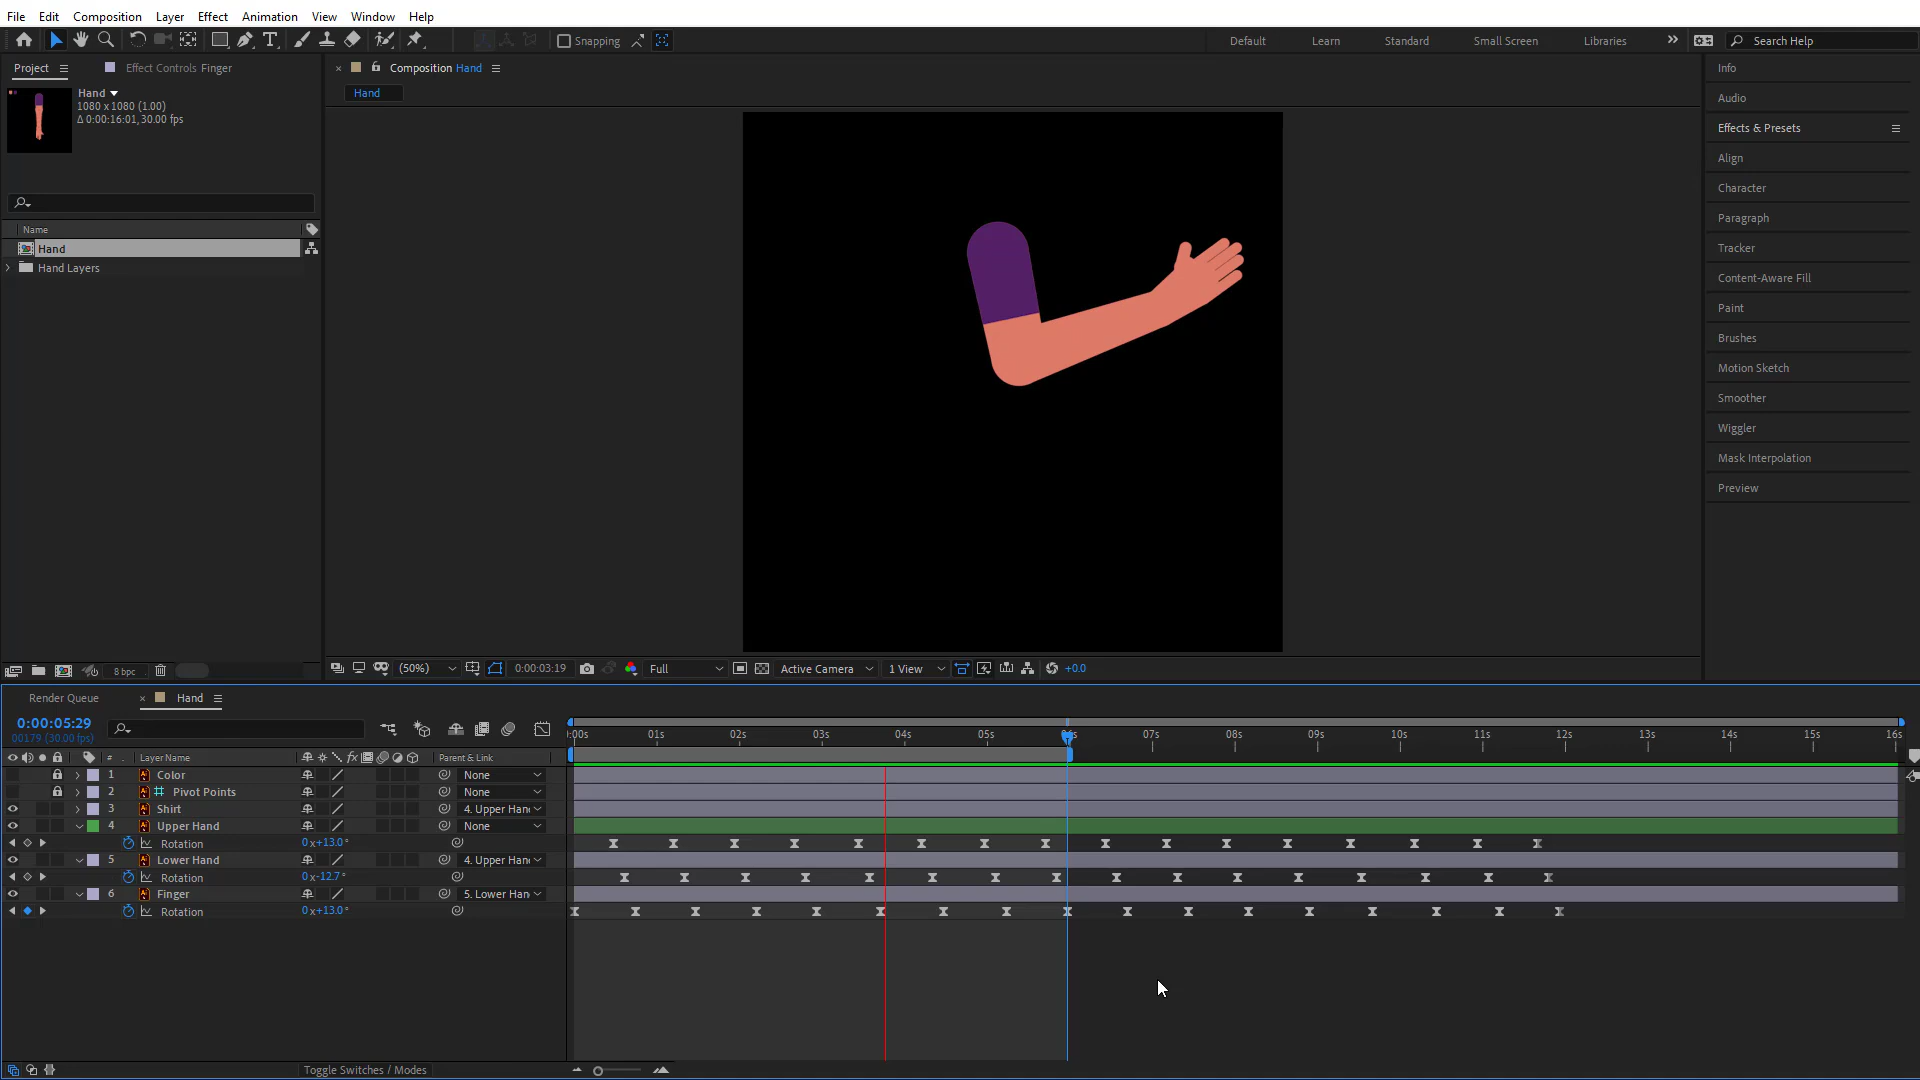 File Edit Composition Layer Effect Animation View Window Help
Snapping Default Learn Standard Small Screen Libraries Search Help
Project Effect Controls Finger
Composition Hand
Hand
Hand
1080 x 1080 (1.00)
Δ 0:00:16:01, 30.00 fps
Name
Hand
Hand Layers
8 bpc
(50%) 0:00:03:19 Full Active Camera 1 View +0.0
Info
Audio
Effects & Presets
Align
Character
Paragraph
Tracker
Content-Aware Fill
Paint
Brushes
Motion Sketch
Smoother
Wiggler
Mask Interpolation
Preview
Render Queue Hand
0:00:05:29
00179 (30.00 fps)
:00s 01s 02s 03s 04s 05s 06s 07s 08s 09s 10s 11s 12s 13s 14s 15s 16s
# Layer Name fx Parent & Link
1 Color None
2 Pivot Points None
3 Shirt 4. Upper Han
4 Upper Hand None
Rotation 0x+13.0°
5 Lower Hand 4. Upper Han
Rotation 0x-12.7°
6 Finger 5. Lower Han
Rotation 0x+13.0°
Toggle Switches / Modes